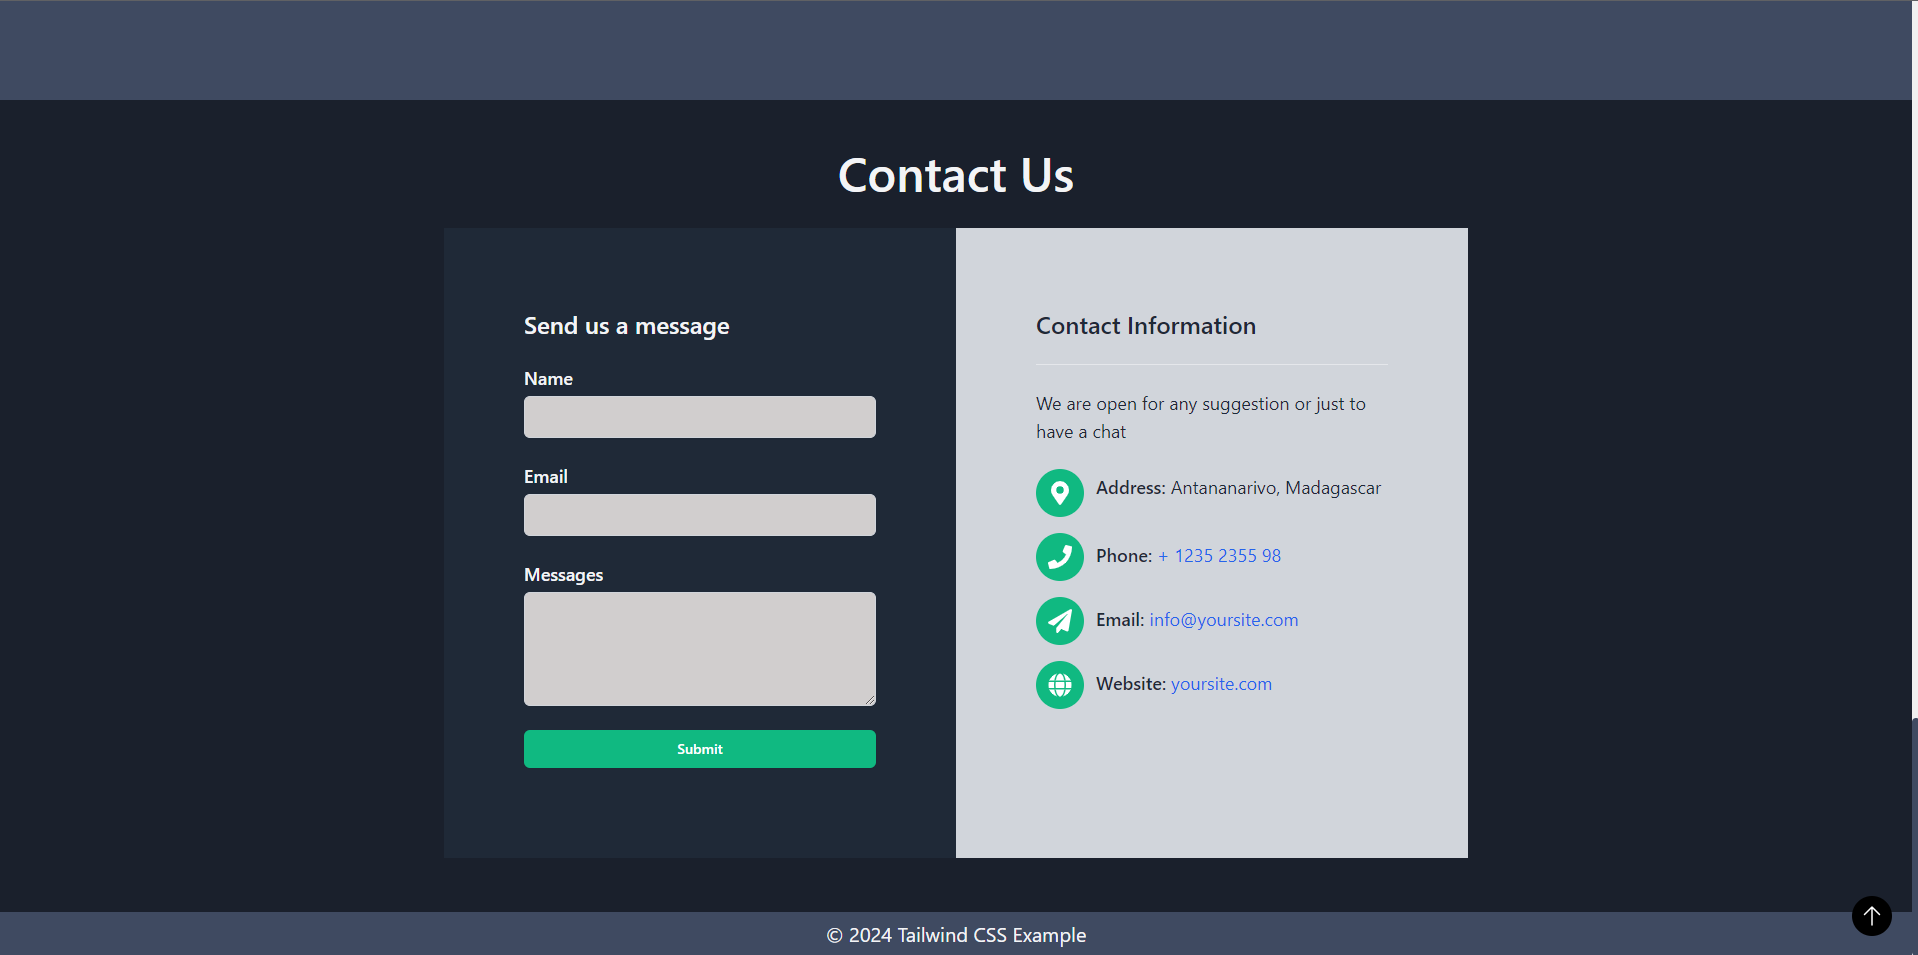 Contact Us
Send us a message
Name
Email
Messages
Submit
Contact Information
We are open for any suggestion or just to
have a chat
Address: Antananarivo, Madagascar
Phone: + 1235 2355 98
Email: info@yoursite.com
Website: yoursite.com
© 2024 Tailwind CSS Example